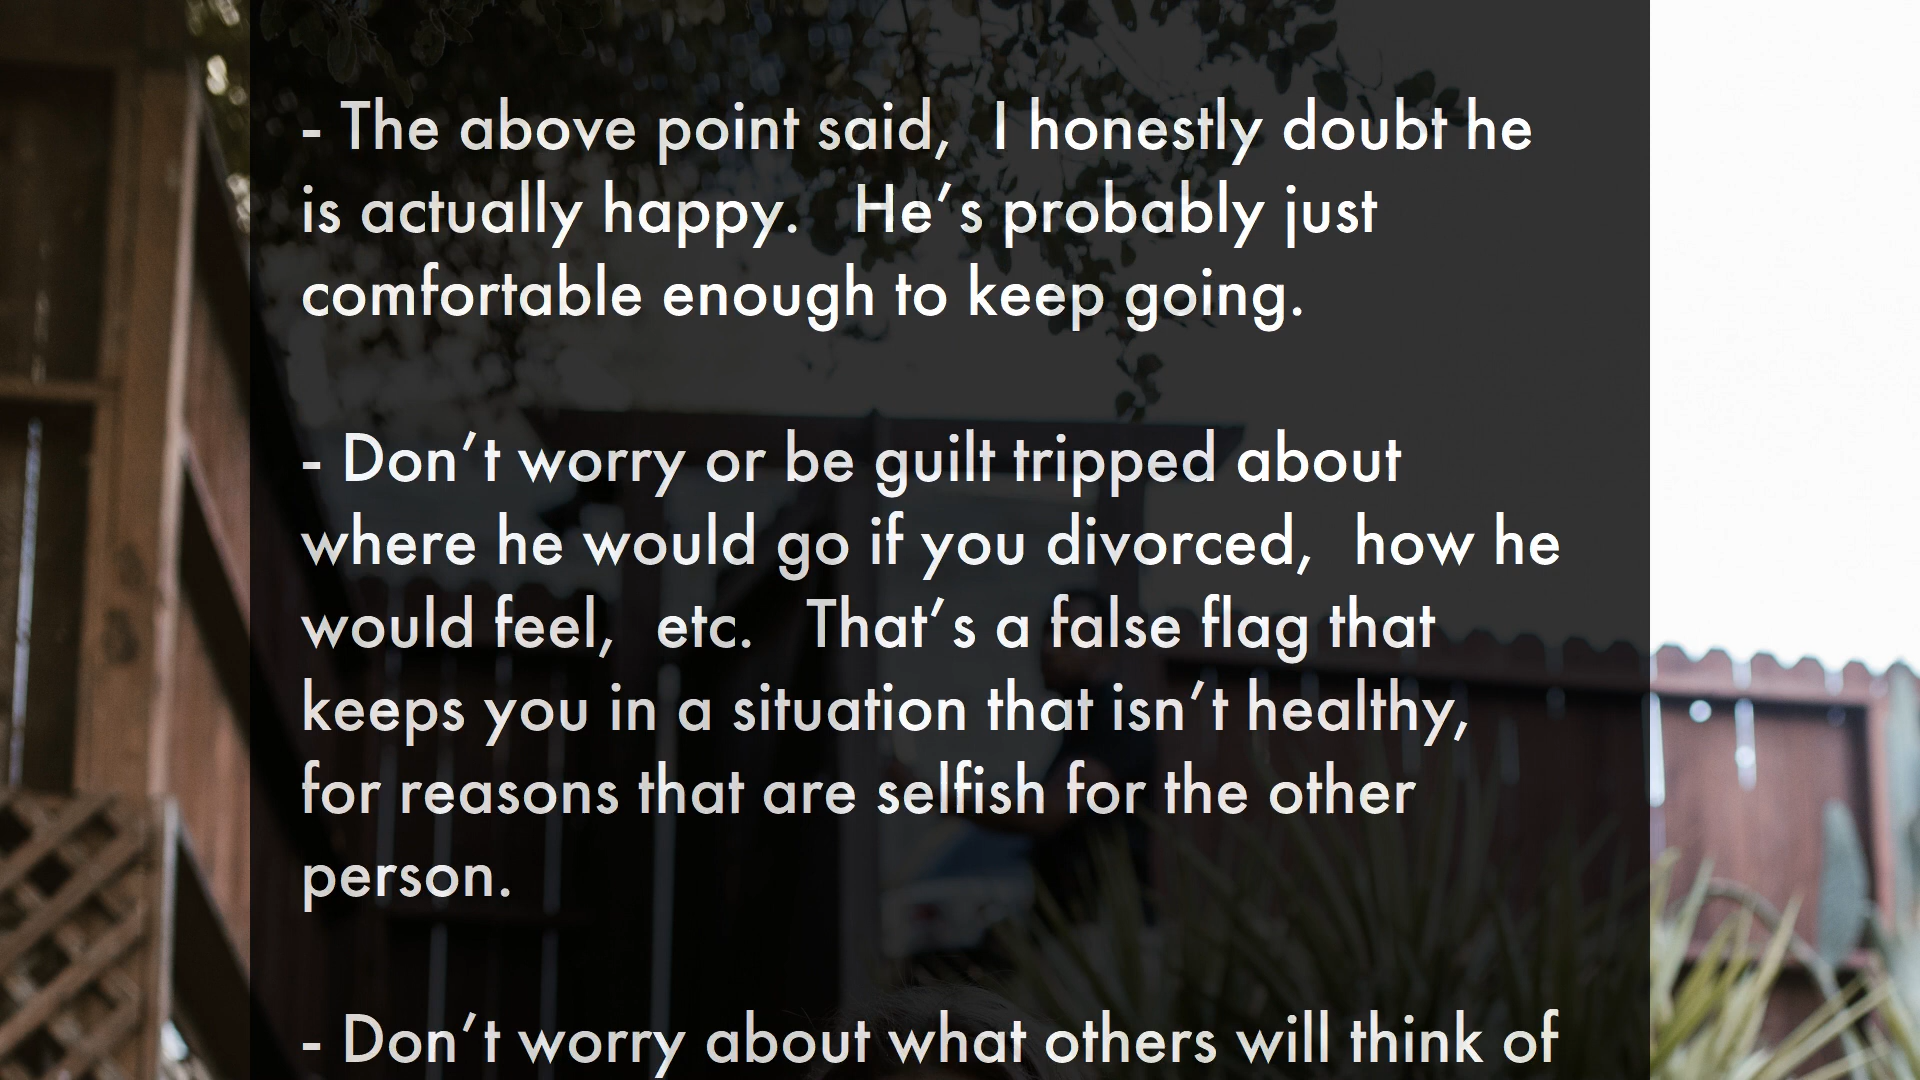 - The above point said,  I honestly doubt he
is actually happy.   He’s probably just
comfortable enough to keep going.
- Don’t worry or be guilt tripped about
where he would go if you divorced,  how he
would feel,  etc.   That’s a false flag that
keeps you in a situation that isn’t healthy,
for reasons that are selfish for the other
person.
- Don’t worry about what others will think of